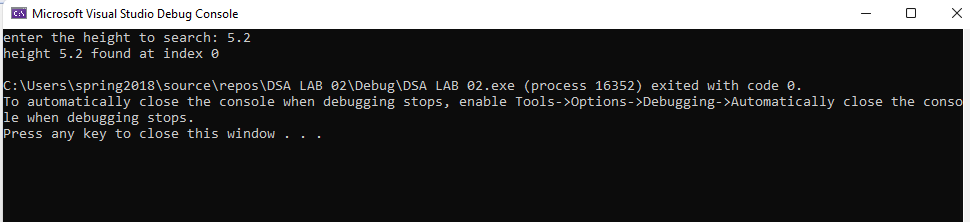 Microsoft Visual Studio Debug Console
enter the height to search: 5.2
height 5.2 found at index 0
C:\Users\spring2018\source\repos\DSA LAB 02\Debug\DSA LAB 02.exe (process 16352) exited with code 0.
To automatically close the console when debugging stops, enable Tools->Options->Debugging->Automatically close the conso
le when debugging stops.
Press any key to close this window . . .